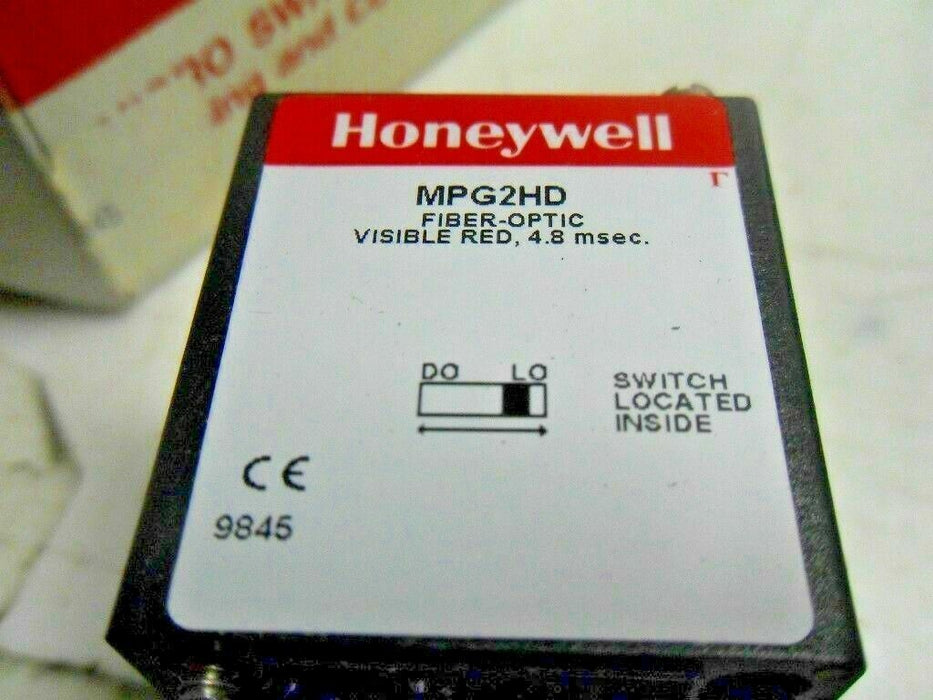 Honeywell
MPG2HD
FIBER-OPTIC
VISIBLE RED, 4.8 msec.
DO LO
SWITCH
LOCATED
INSIDE
CE
9845